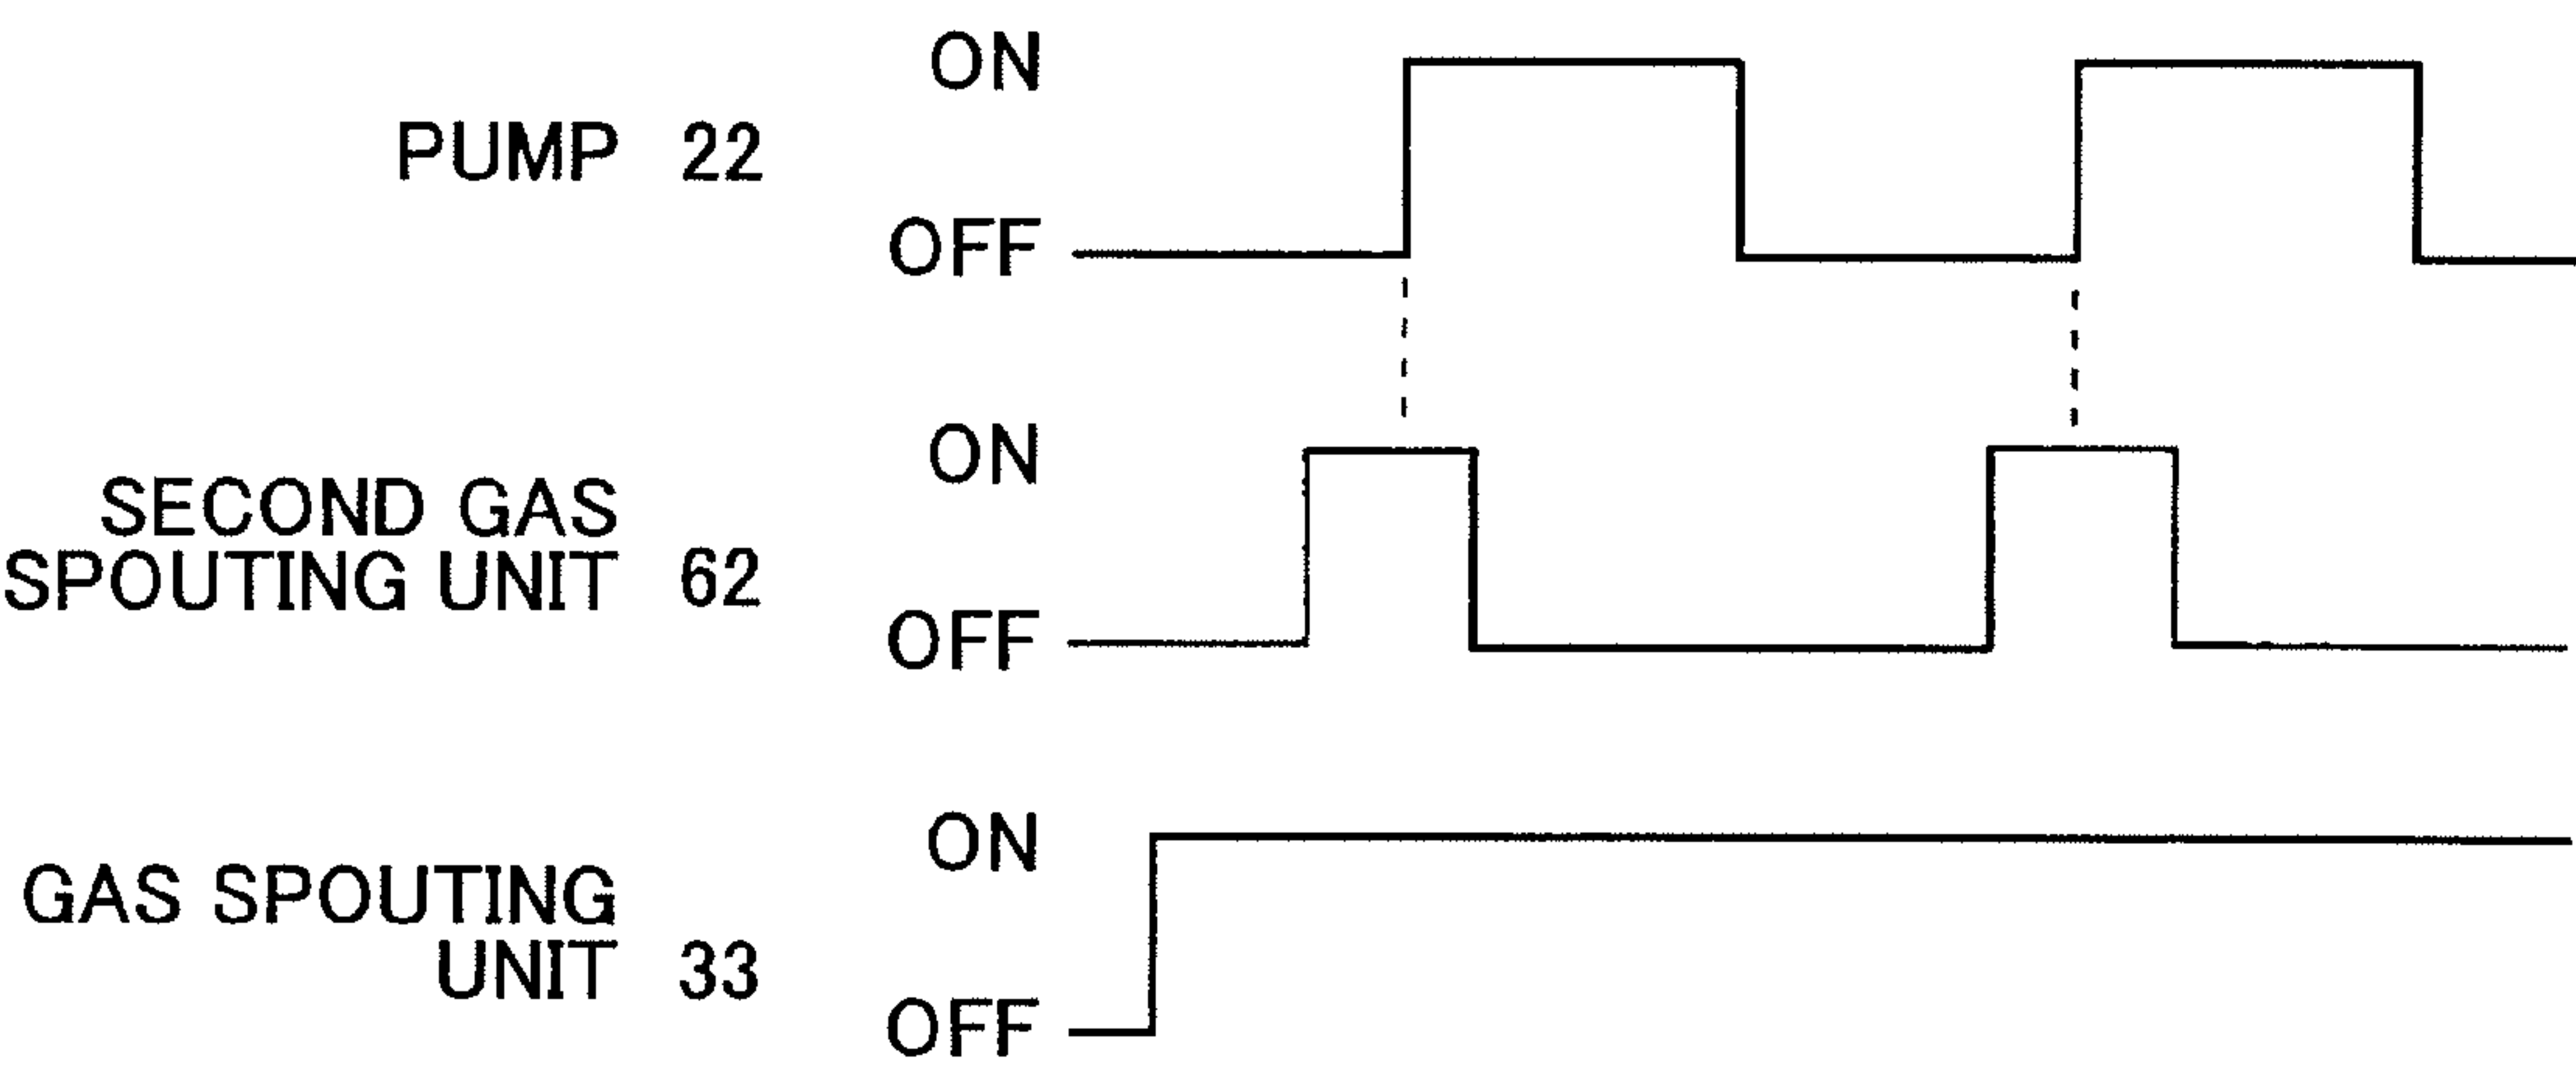 ON
PUMP 22
OFF
ON
SECOND GAS
SPOUTING UNIT 62
OFF
ON
GAS SPOUTING
UNIT 33
OFF